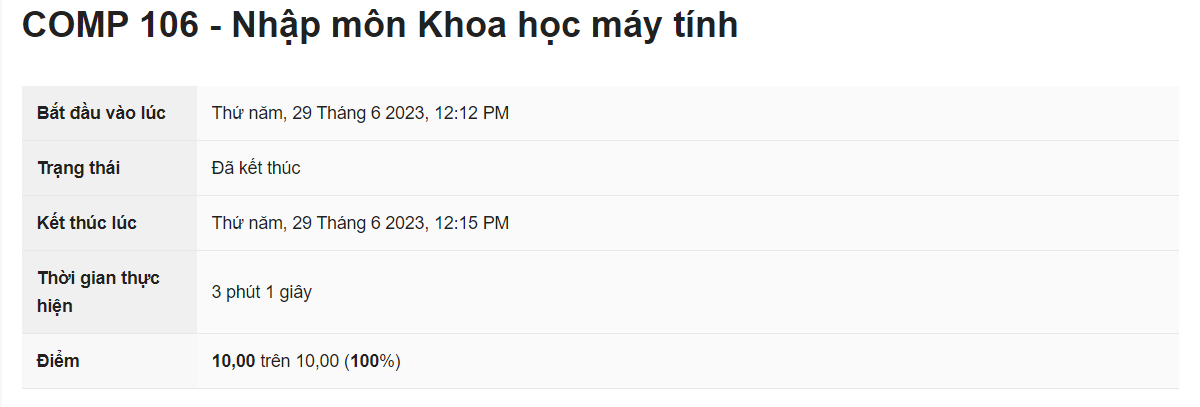 COMP 106 - Nhập môn Khoa học máy tính
Bắt đầu vào lúc Thứ năm, 29 Tháng 6 2023, 12:12 PM
Trạng thái Đã kết thúc
Kết thúc lúc Thứ năm, 29 Tháng 6 2023, 12:15 PM
Thời gian thực
hiện
3 phút 1 giây
Điểm 10,00 trên 10,00 (100%)